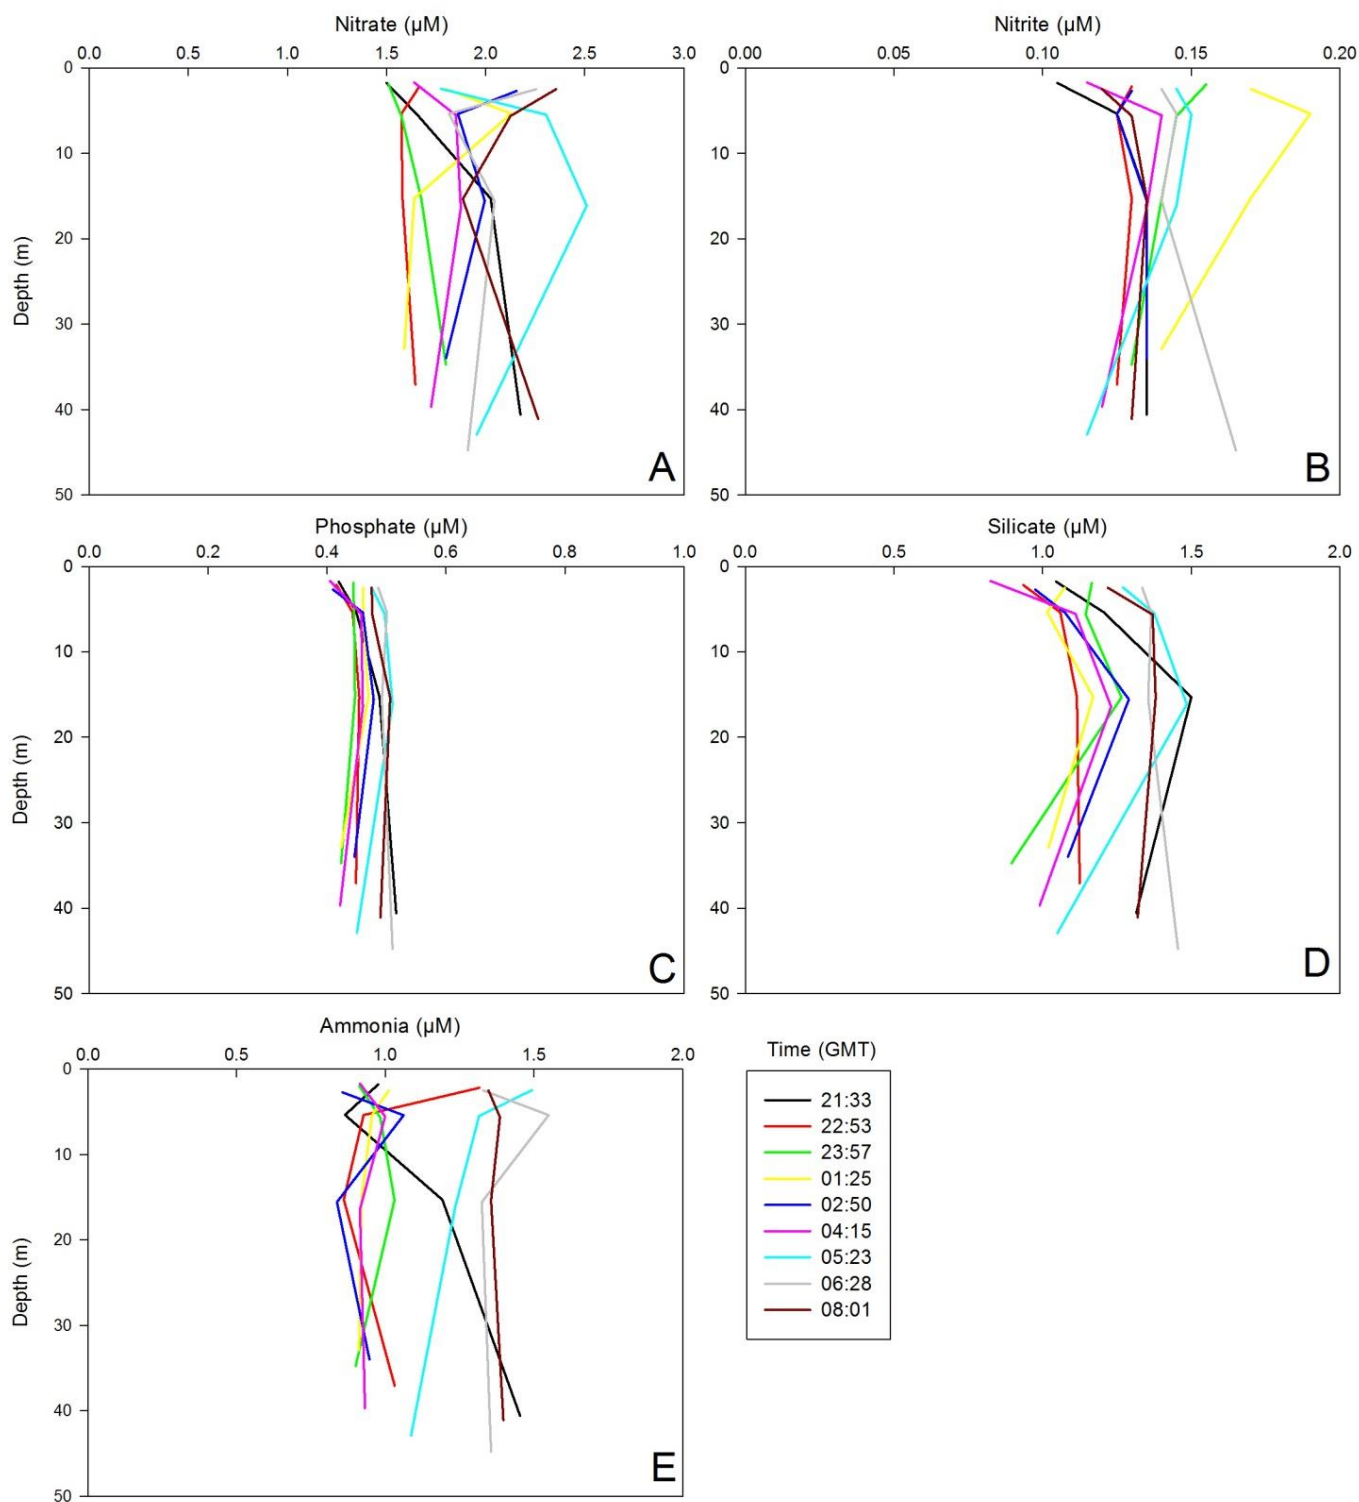 Nitrate (µM)
0.0 0.5 1.0 1.5 2.0 2.5 3.0
Depth (m)
0
10
20
30
40
50
A
Nitrite (µM)
0.00 0.05 0.10 0.15 0.20
0
10
20
30
40
50
B
Phosphate (µM)
0.0 0.2 0.4 0.6 0.8 1.0
Depth (m)
0
10
20
30
40
50
C
Silicate (µM)
0.0 0.5 1.0 1.5 2.0
0
10
20
30
40
50
D
Ammonia (µM)
0.0 0.5 1.0 1.5 2.0
Depth (m)
0
10
20
30
40
50
E
Time (GMT)
21:33
22:53
23:57
01:25
02:50
04:15
05:23
06:28
08:01